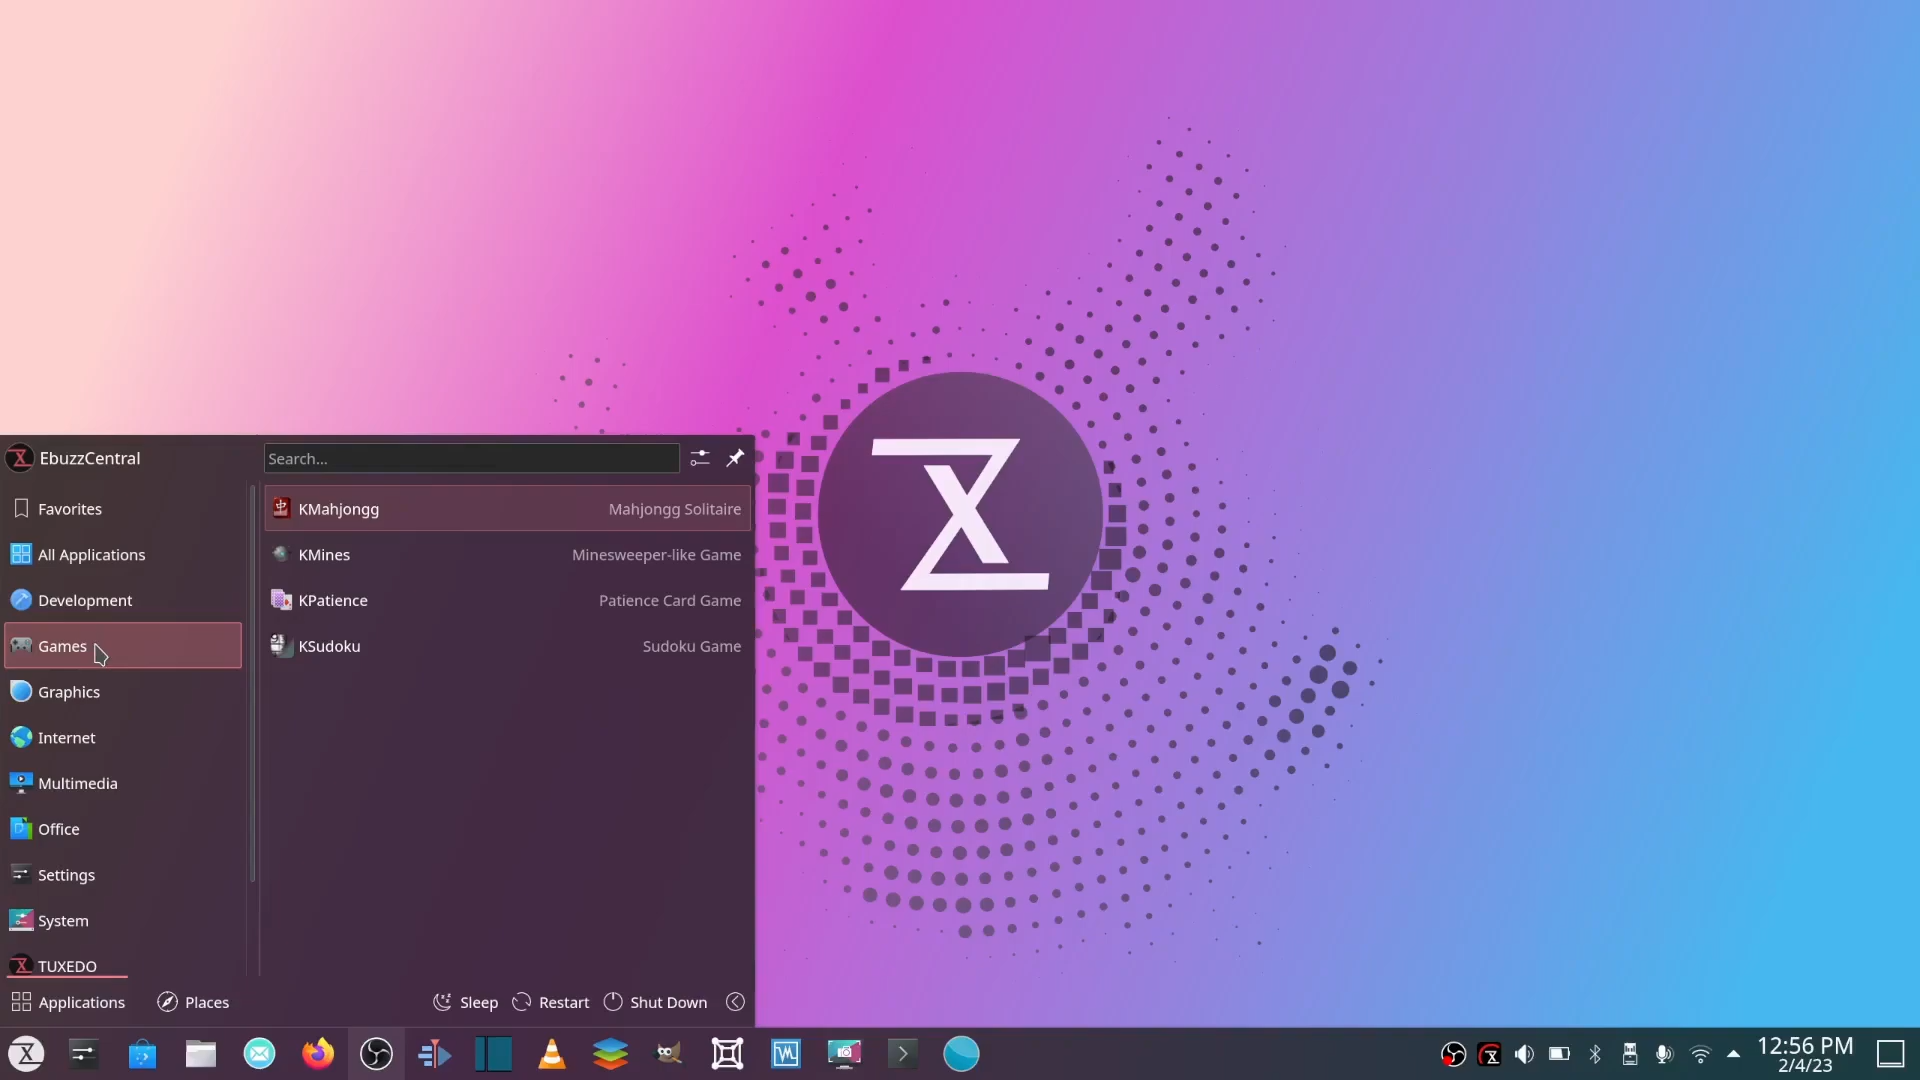 EbuzzCentral
Search...
Favorites
All Applications
Development
Games
Graphics
Internet
Multimedia
Office
Settings
System
TUXEDO
KMahjongg Mahjongg Solitaire
KMines Minesweeper-like Game
KPatience Patience Card Game
KSudoku Sudoku Game
Applications Places Sleep Restart Shut Down
12:56 PM
2/4/23